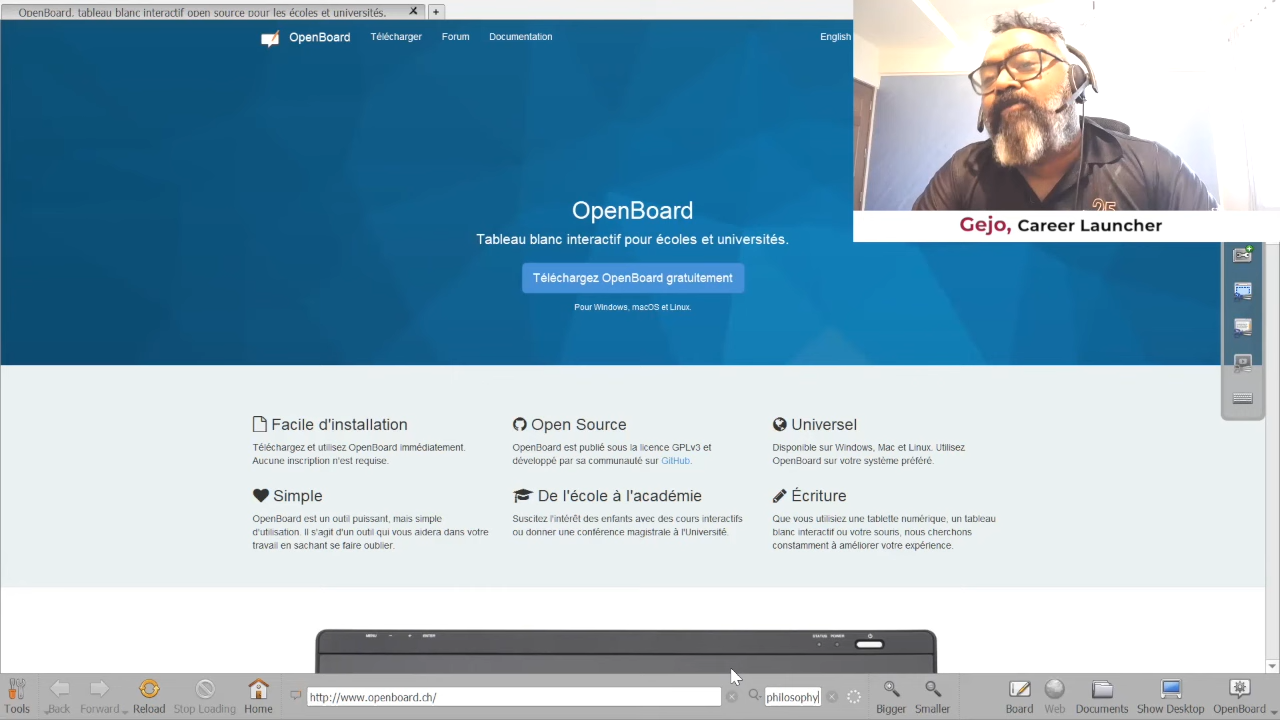 OpenBoard. tableau blanc interactif open source pour les écoles et universités.
OpenBoard Télécharger Forum Documentation English
25
Gejo, Career Launcher
OpenBoard
Tableau blanc interactif pour écoles et universités.
Téléchargez OpenBoard gratuitement
Pour Windows, macOS et Linux.
Facile d'installation
Téléchargez et utilisez OpenBoard immédiatement.
Aucune inscription n'est requise.
Open Source
OpenBoard est publié sous la licence GPLv3 et
développé par sa communauté sur GitHub.
Universel
Disponible sur Windows, Mac et Linux. Utilisez
OpenBoard sur votre système préféré.
Simple
OpenBoard est un outil puissant, mais simple
d'utilisation. Il s'agit d'un outil qui vous aidera dans votre
travail en sachant se faire oublier.
De l'école à l'académie
Suscitez l'intérêt des enfants avec des cours interactifs
ou donner une conférence magistrale à l'Université.
Écriture
Que vous utilisiez une tablette numérique, un tableau
blanc interactif ou votre souris, nous cherchons
constamment à améliorer votre expérience.
MENU - + ENTER STATUS POWER
http://www.openboard.ch/ philosophy
Tools Back Forward Reload Stop Loading Home Bigger Smaller Board Web Documents Show Desktop OpenBoard